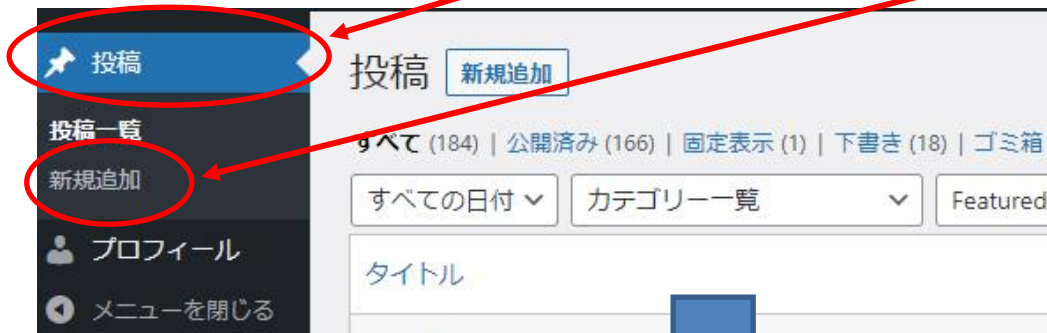 投稿
投稿一覧
新規追加
プロフィール
メニューを閉じる
投稿 新規追加
すべて (184) | 公開済み (166) | 固定表示 (1) | 下書き (18) | ゴミ箱
すべての日付 カテゴリー一覧 Featured
タイトル